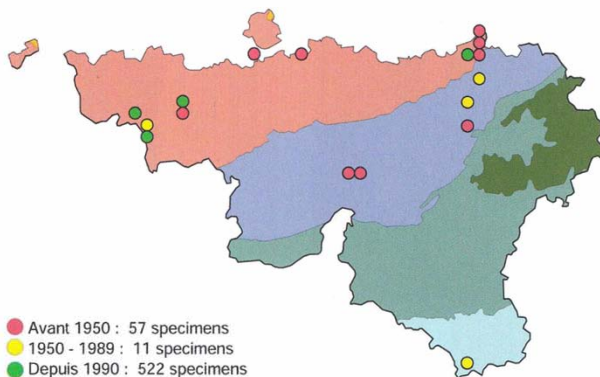 Avant 1950 : 57 specimens
1950 - 1989 : 11 specimens
Depuis 1990 : 522 specimens